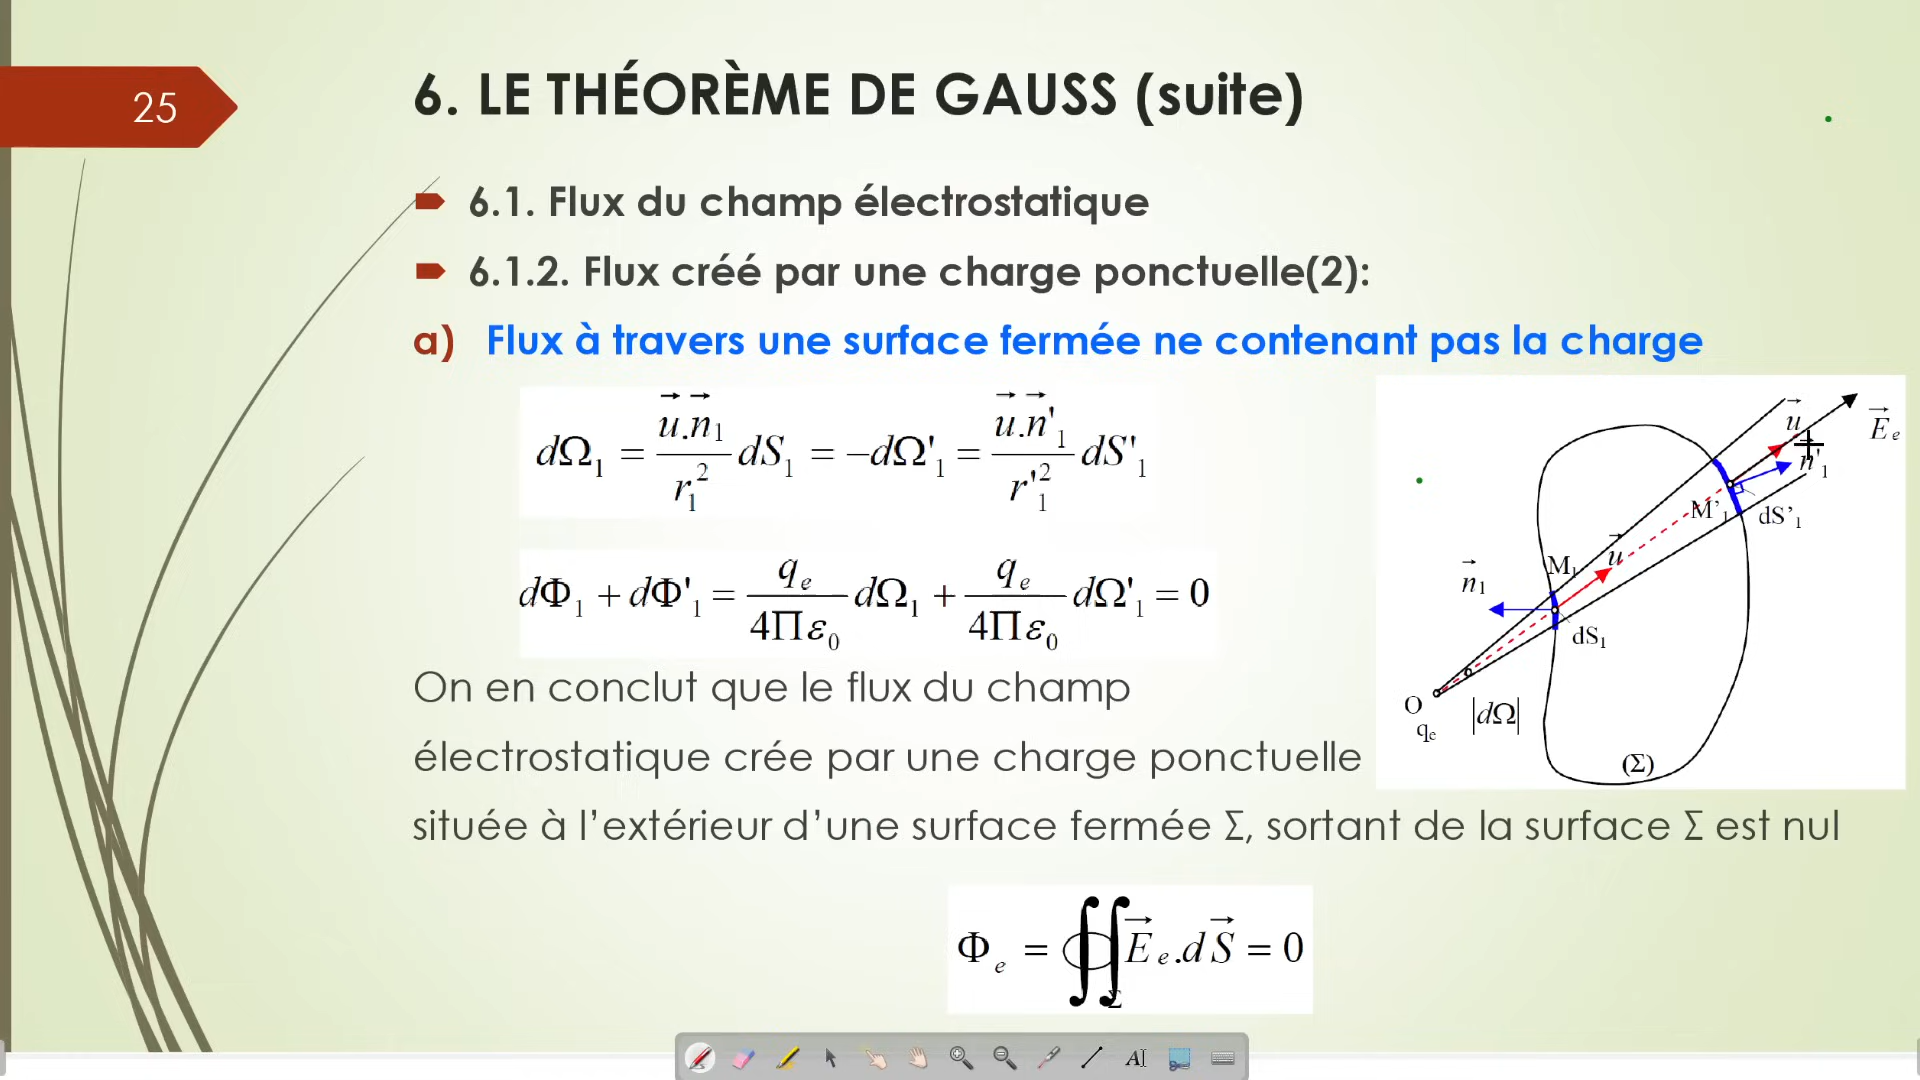 25
6. LE THÉORÈME DE GAUSS (suite)
6.1. Flux du champ électrostatique
6.1.2. Flux créé par une charge ponctuelle(2):
a) Flux à travers une surface fermée ne contenant pas la charge
dΩ₁ = (u⃗.n⃗₁ / r₁²) dS₁ = −dΩ'₁ = (u⃗.n⃗'₁ / r'₁²) dS'₁
dΦ₁ + dΦ'₁ = (qₑ / 4Πε₀) dΩ₁ + (qₑ / 4Πε₀) dΩ'₁ = 0
On en conclut que le flux du champ
électrostatique crée par une charge ponctuelle
située à l’extérieur d’une surface fermée Σ, sortant de la surface Σ est nul
Φₑ = ∯_Σ E⃗ₑ.dS⃗ = 0
u⃗
E⃗ₑ
n⃗'₁
M'₁
dS'₁
u⃗
M₁
n⃗₁
dS₁
O
qₑ
|dΩ|
(Σ)
AI